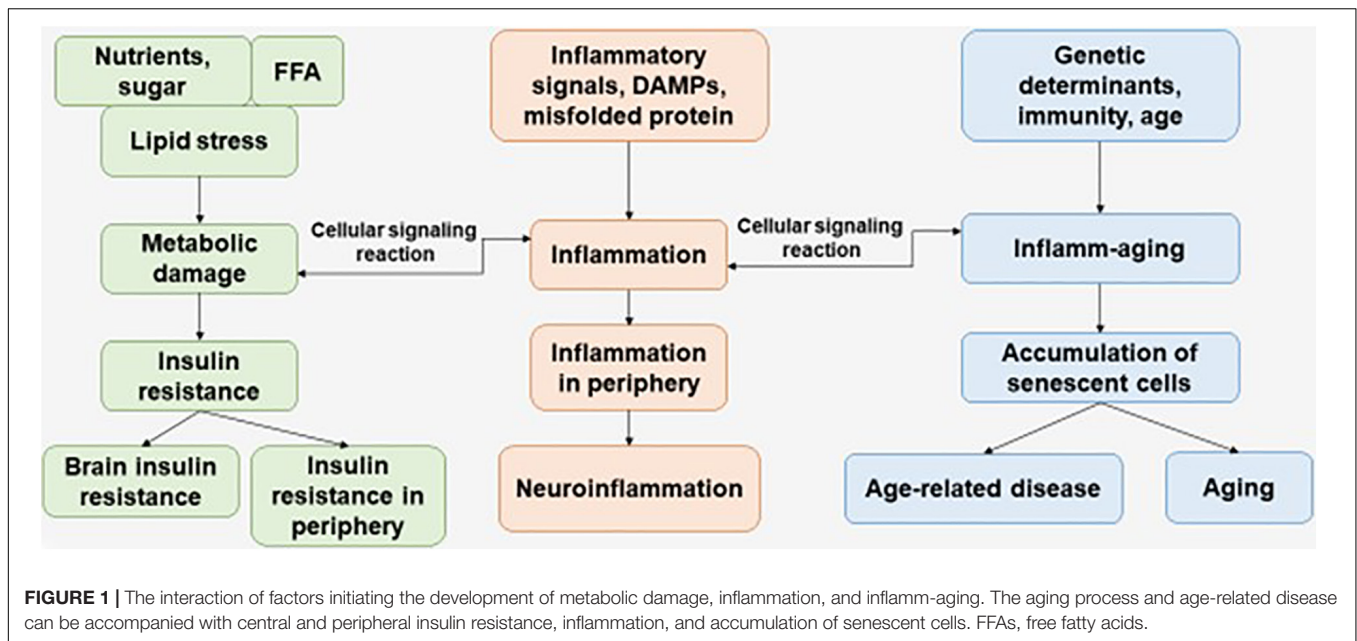 Nutrients,
sugar
FFA
Lipid stress
Metabolic
damage
Insulin
resistance
Brain insulin
resistance
Insulin
resistance in
periphery
Cellular signaling
reaction
Inflammatory
signals, DAMPs,
misfolded protein
Inflammation
Inflammation
in periphery
Neuroinflammation
Cellular signaling
reaction
Genetic
determinants,
immunity, age
Inflamm-aging
Accumulation of
senescent cells
Age-related disease
Aging
FIGURE 1 | The interaction of factors initiating the development of metabolic damage, inflammation, and inflamm-aging. The aging process and age-related disease
can be accompanied with central and peripheral insulin resistance, inflammation, and accumulation of senescent cells. FFAs, free fatty acids.